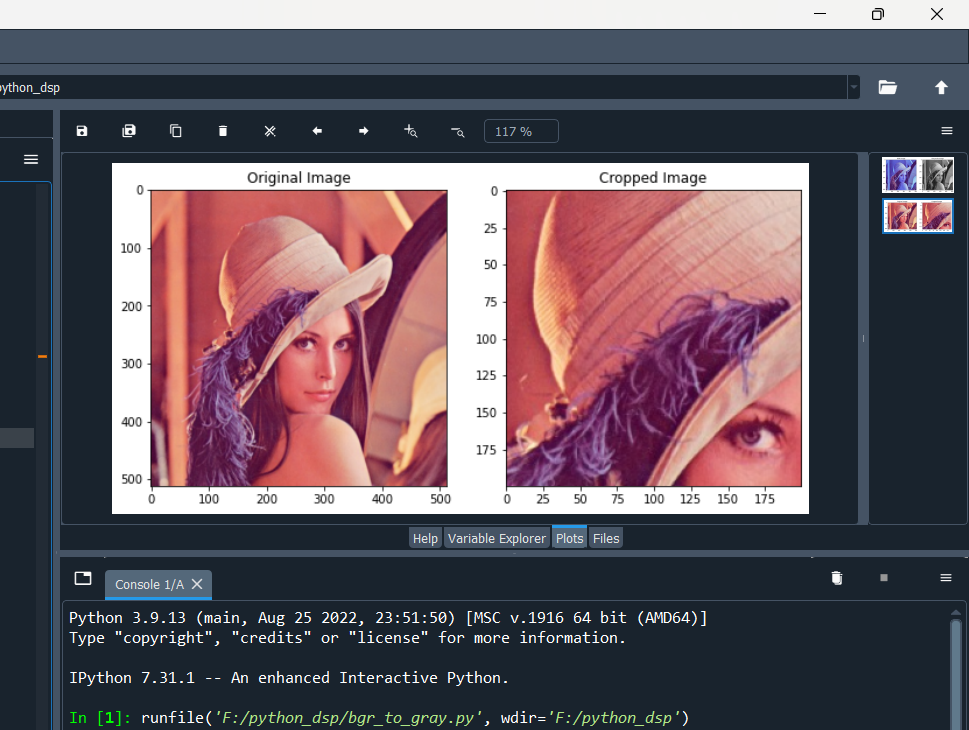 ython_dsp
117 %
Original Image
Cropped Image
0
100
200
300
400
500
0
100
200
300
400
500
0
25
50
75
100
125
150
175
0
25
50
75
100
125
150
175
Help
Variable Explorer
Plots
Files
Console 1/A
Python 3.9.13 (main, Aug 25 2022, 23:51:50) [MSC v.1916 64 bit (AMD64)]
Type "copyright", "credits" or "license" for more information.
IPython 7.31.1 -- An enhanced Interactive Python.
In [1]: runfile('F:/python_dsp/bgr_to_gray.py', wdir='F:/python_dsp')